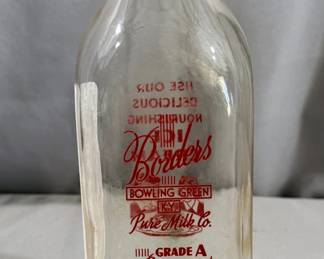 USE OUR
DELICIOUS
NOURISHING
Borders
BOWLING GREEN
KY.
Pure Milk Co.
GRADE A